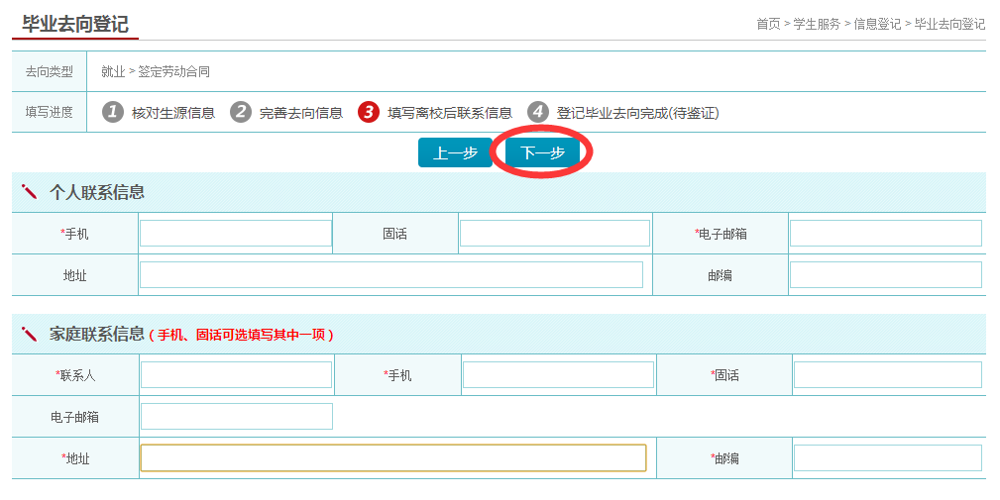 毕业去向登记
首页 > 学生服务 > 信息登记 > 毕业去向登记
去向类型 就业 > 签定劳动合同
填写进度 1 核对生源信息 2 完善去向信息 3 填写离校后联系信息 4 登记毕业去向完成(待鉴证)
上一步 下一步
个人联系信息
*手机 固话 *电子邮箱
地址 邮编
家庭联系信息 ( 手机、固话可选填写其中一项 )
*联系人 *手机 *固话
电子邮箱
*地址 *邮编